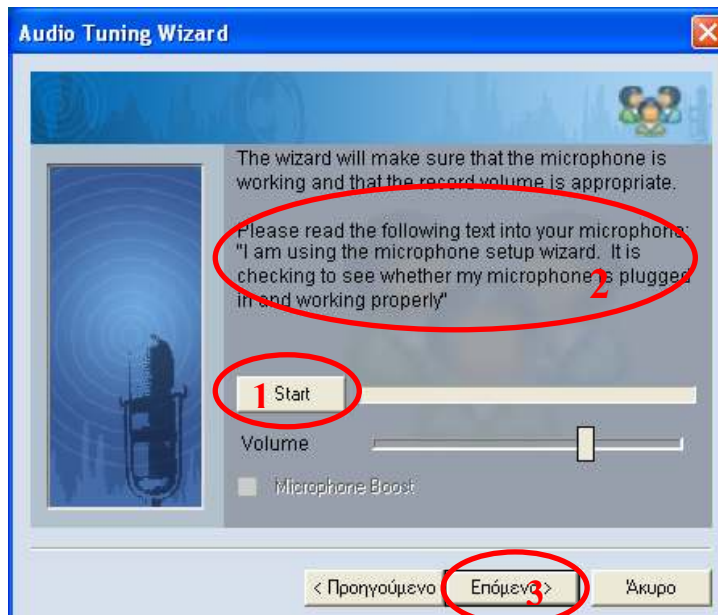 Audio Tuning Wizard
The wizard will make sure that the microphone is
working and that the record volume is appropriate.
Please read the following text into your microphone:
"I am using the microphone setup wizard. It is
checking to see whether my microphone is plugged
in and working properly"
2
1 Start
Volume
Microphone Boost
< Προηγούμενο Επόμενο > Άκυρο
3